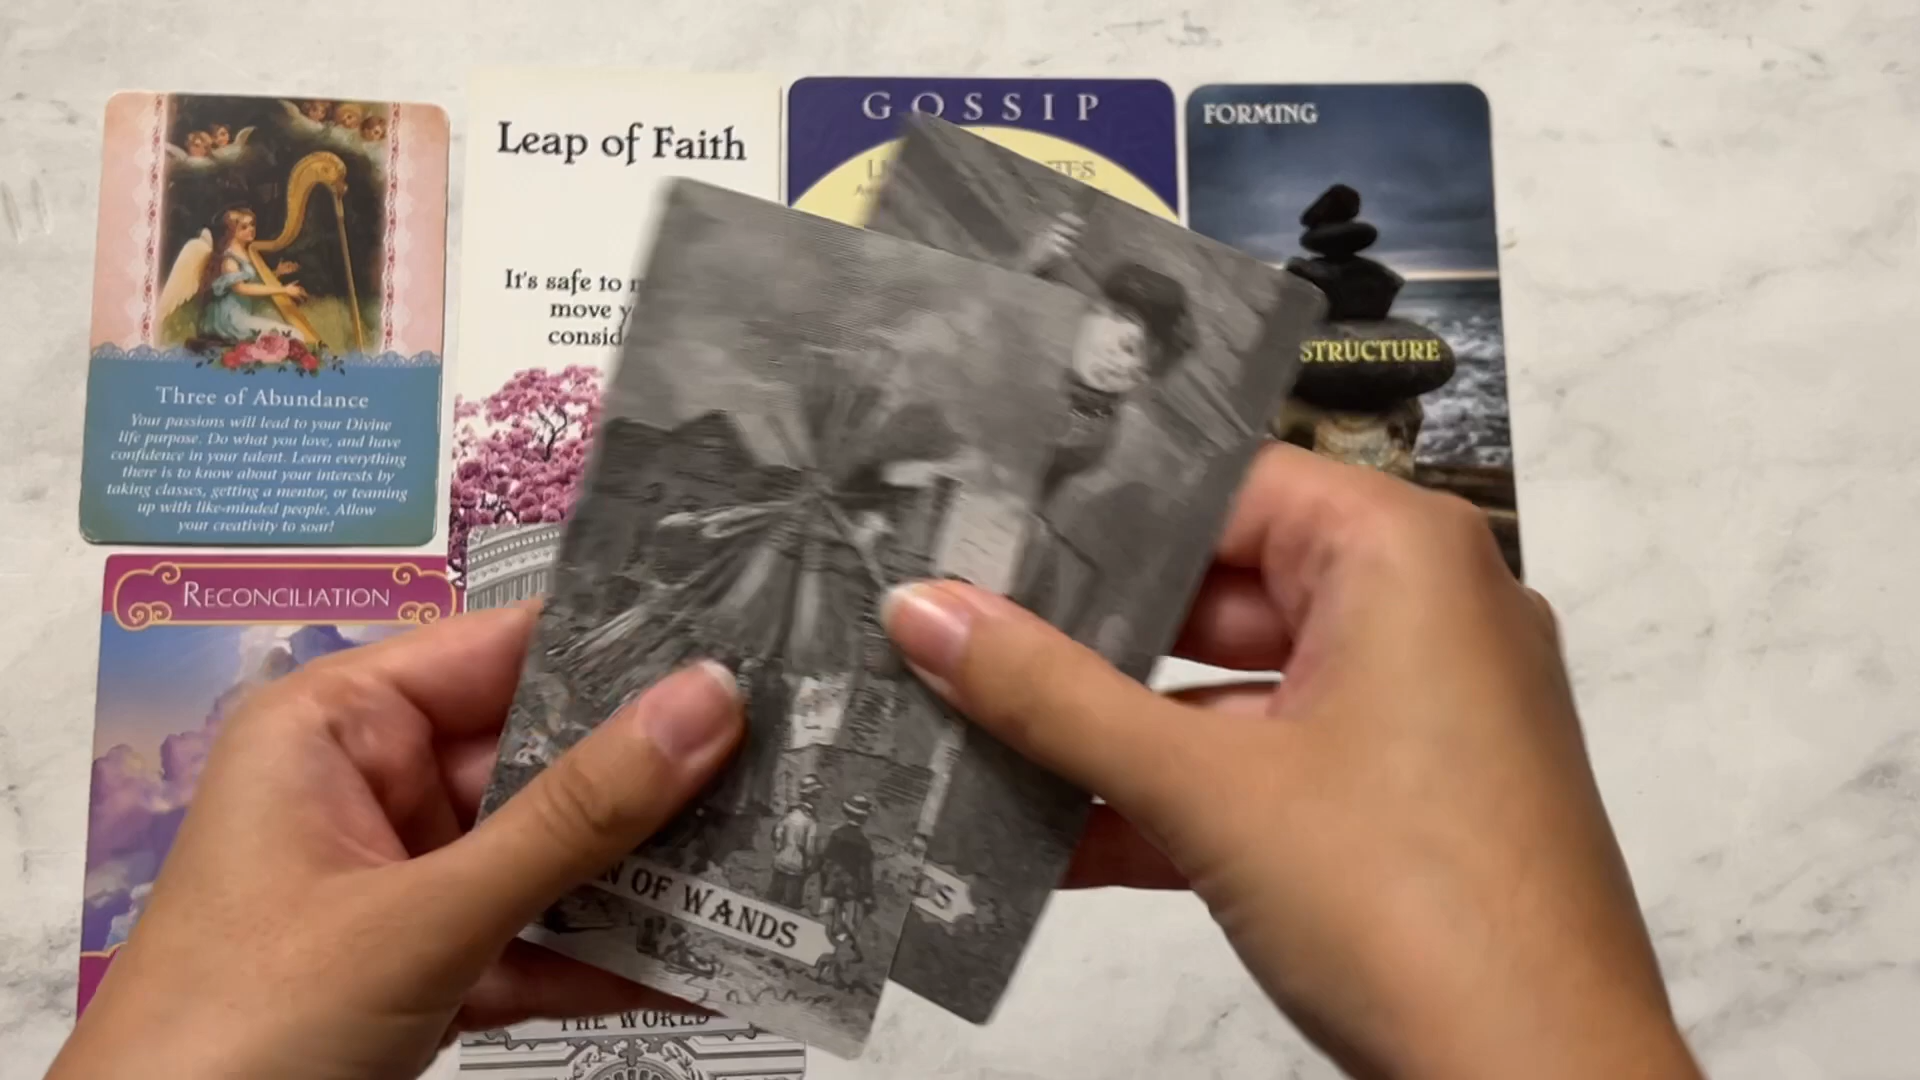 GOSSIP
FORMING
Leap of Faith
It's safe to
move
STRUCTURE
Three of Abundance
Your passions will lead to your Divine
life purpose. Do what you love, and have
confidence in your talent. Learn everything
there is to know about your interests by
taking classes, getting a mentor, or teaming
up with like-minded people. Allow
your creativity to soar!
RECONCILIATION
OF WANDS
THE WORLD